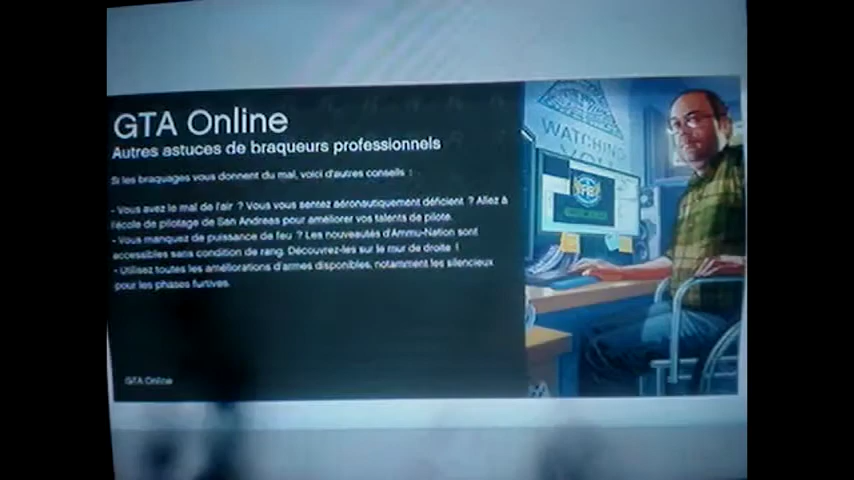 GTA Online
Autres astuces de braqueurs professionnels
Si les braquages vous donnent du mal, voici d'autres conseils :
- Vous avez le mal de l'air ? Vous vous sentez aéronautiquement déficient ? Allez à
l'école de pilotage de San Andreas pour améliorer vos talents de pilote.
- Vous manquez de puissance de feu ? Les nouveautés d'Ammu-Nation sont
accessibles sans condition de rang. Découvrez-les sur le mur de droite !
- Utilisez toutes les améliorations d'armes disponibles, notamment les silencieux
pour les phases furtives.
GTA Online
WATCHING
YOU